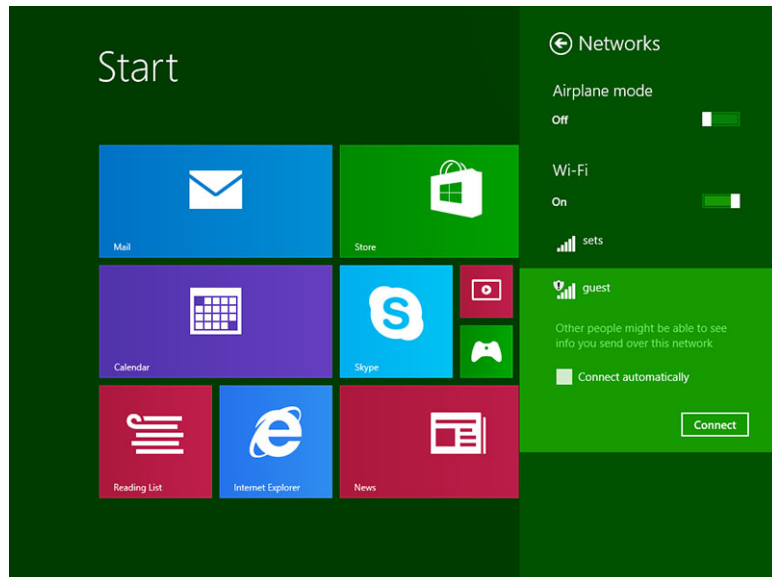 Start
Mail
Store
Calendar
Skype
Reading List
Internet Explorer
News
Networks
Airplane mode
Off
Wi-Fi
On
sets
guest
Other people might be able to see
info you send over this network
Connect automatically
Connect